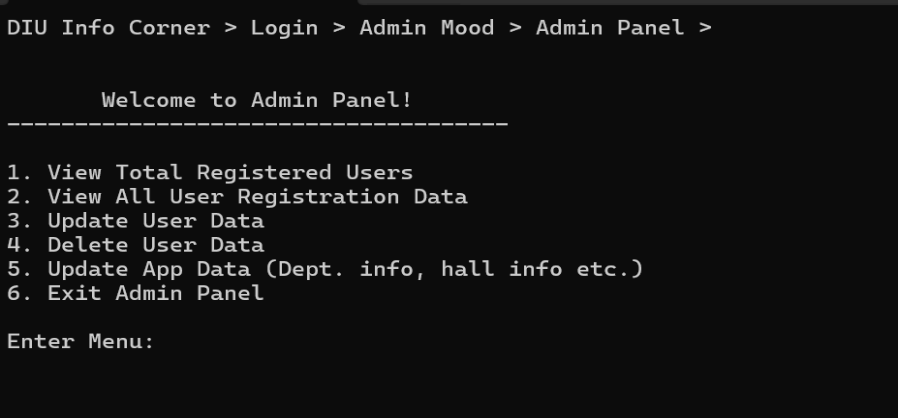 DIU Info Corner > Login > Admin Mood > Admin Panel >
Welcome to Admin Panel!
-------------------------------------
1. View Total Registered Users
2. View All User Registration Data
3. Update User Data
4. Delete User Data
5. Update App Data (Dept. info, hall info etc.)
6. Exit Admin Panel
Enter Menu: